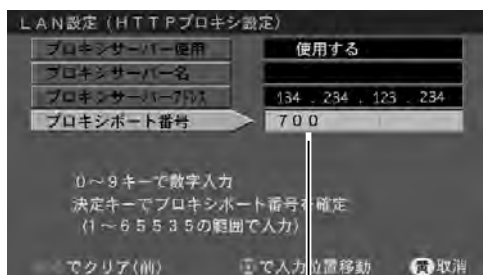 LAN設定(HTTPプロキシ設定)
プロキシサーバー使用 使用する
プロキシサーバー名
プロキシサーバーアドレス 134 . 234 . 123 . 234
プロキシポート番号 700
0～9キーで数字入力
決定キーでプロキシポート番号を確定
(1～65535の範囲で入力)
でクリア(前) で入力位置移動 取消